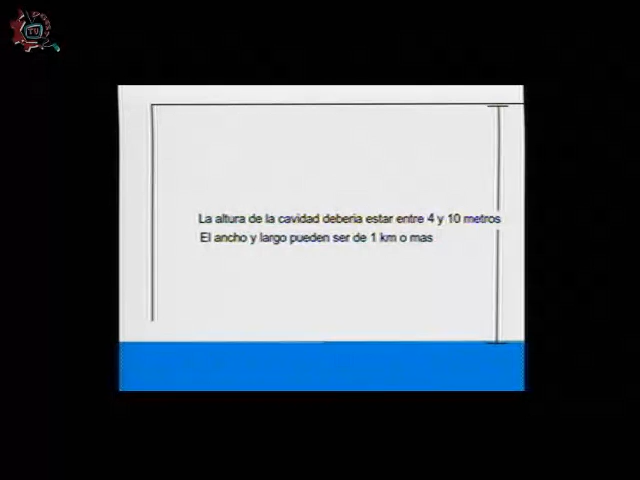 TV
La altura de la cavidad deberia estar entre 4 y 10 metros
El ancho y largo pueden ser de 1 km o mas